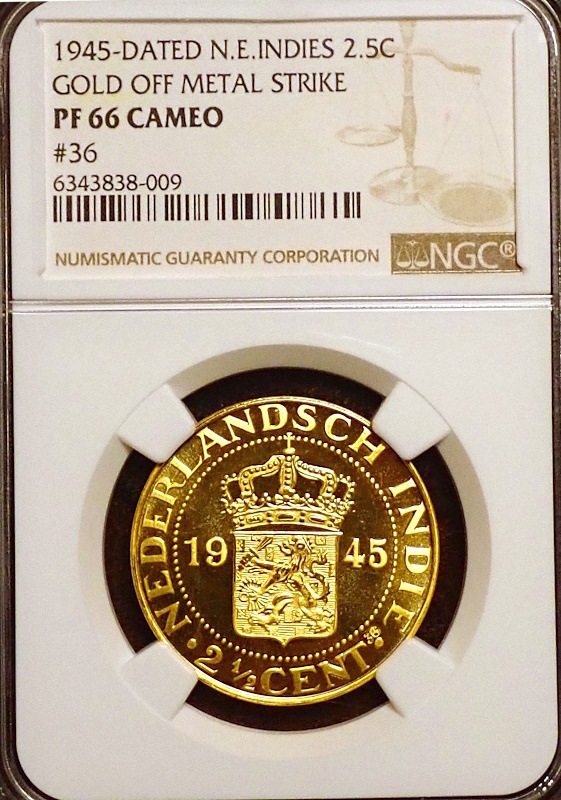 1945-DATED N.E.INDIES 2.5C
GOLD OFF METAL STRIKE
PF 66 CAMEO
#36
6343838-009
NUMISMATIC GUARANTY CORPORATION
NGC®
NEDERLANDSCH INDIE
19 45
2 1/2 CENT
36